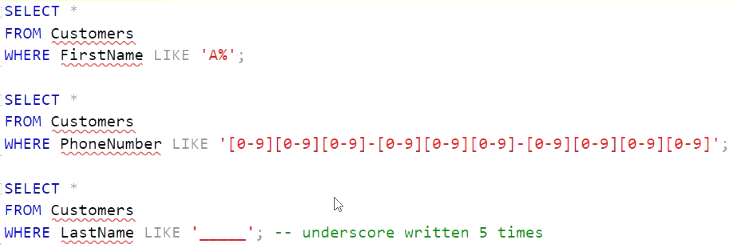 SELECT *
FROM Customers
WHERE FirstName LIKE 'A%';
SELECT *
FROM Customers
WHERE PhoneNumber LIKE '[0-9][0-9][0-9]-[0-9][0-9][0-9]-[0-9][0-9][0-9][0-9]';
SELECT *
FROM Customers
WHERE LastName LIKE '_____'; -- underscore written 5 times